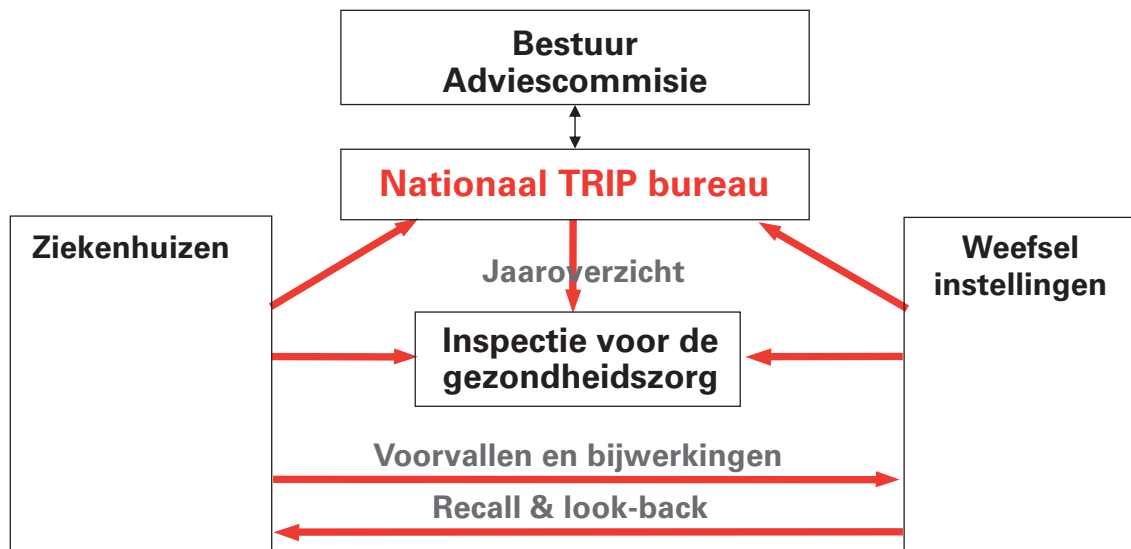 Bestuur
Adviescommisie
Nationaal TRIP bureau
Ziekenhuizen
Weefsel
instellingen
Jaaroverzicht
Inspectie voor de
gezondheidszorg
Voorvallen en bijwerkingen
Recall & look-back